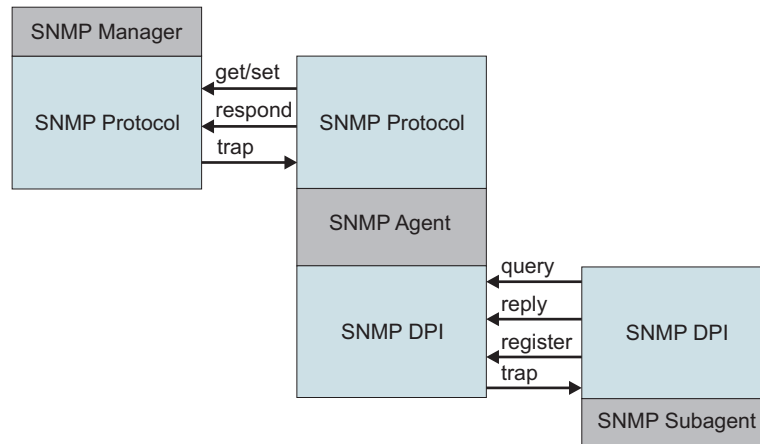 SNMP Manager
SNMP Protocol
get/set
respond
trap
SNMP Protocol
SNMP Agent
SNMP DPI
query
reply
register
trap
SNMP DPI
SNMP Subagent